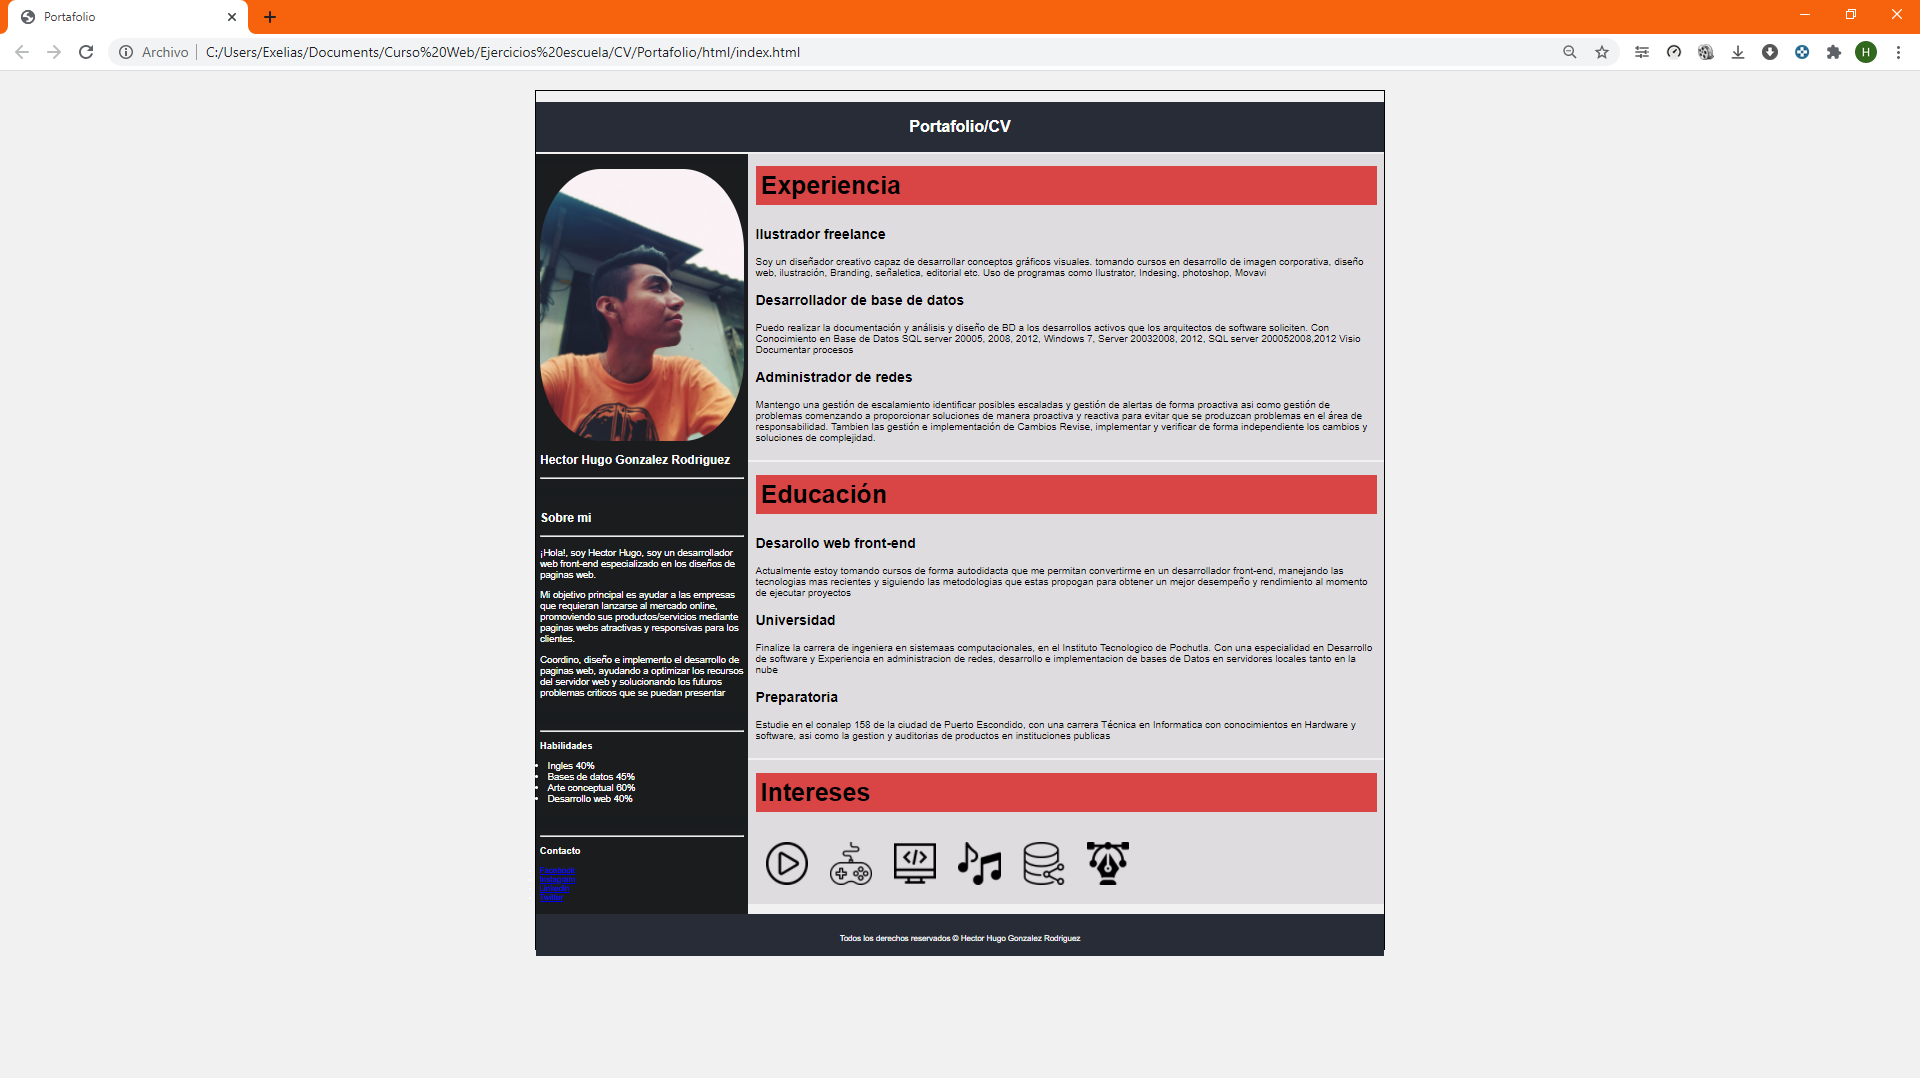 Portafolio
Archivo
C:/Users/Exelias/Documents/Curso%20Web/Ejercicios%20escuela/CV/Portafolio/html/index.html
H
Portafolio/CV
Hector Hugo Gonzalez Rodriguez
Sobre mi
¡Hola!, soy Hector Hugo, soy un desarrollador
web front-end especializado en los diseños de
paginas web.
Mi objetivo principal es ayudar a las empresas
que requieran lanzarse al mercado online,
promoviendo sus productos/servicios mediante
paginas webs atractivas y responsivas para los
clientes.
Coordino, diseño e implemento el desarrollo de
paginas web, ayudando a optimizar los recursos
del servidor web y solucionando los futuros
problemas criticos que se puedan presentar
Habilidades
Ingles 40%
Bases de datos 45%
Arte conceptual 60%
Desarrollo web 40%
Contacto
Facebook
Instagram
Linkedin
Twitter
Experiencia
Ilustrador freelance
Soy un diseñador creativo capaz de desarrollar conceptos gráficos visuales. tomando cursos en desarrollo de imagen corporativa, diseño
web, ilustración, Branding, señaletica, editorial etc. Uso de programas como Ilustrator, Indesing, photoshop, Movavi
Desarrollador de base de datos
Puedo realizar la documentación y análisis y diseño de BD a los desarrollos activos que los arquitectos de software soliciten. Con
Conocimiento en Base de Datos SQL server 20005, 2008, 2012, Windows 7, Server 20032008, 2012, SQL server 200052008,2012 Visio
Documentar procesos
Administrador de redes
Mantengo una gestión de escalamiento identificar posibles escaladas y gestión de alertas de forma proactiva asi como gestión de
problemas comenzando a proporcionar soluciones de manera proactiva y reactiva para evitar que se produzcan problemas en el área de
responsabilidad. Tambien las gestión e implementación de Cambios Revise, implementar y verificar de forma independiente los cambios y
soluciones de complejidad.
Educación
Desarollo web front-end
Actualmente estoy tomando cursos de forma autodidacta que me permitan convertirme en un desarrollador front-end, manejando las
tecnologias mas recientes y siguiendo las metodologias que estas propogan para obtener un mejor desempeño y rendimiento al momento
de ejecutar proyectos
Universidad
Finalize la carrera de ingeniera en sistemaas computacionales, en el Instituto Tecnologico de Pochutla. Con una especialidad en Desarrollo
de software y Experiencia en administracion de redes, desarrollo e implementacion de bases de Datos en servidores locales tanto en la
nube
Preparatoria
Estudie en el conalep 158 de la ciudad de Puerto Escondido, con una carrera Técnica en Informatica con conocimientos en Hardware y
software, asi como la gestion y auditorias de productos en instituciones publicas
Intereses
Todos los derechos reservados © Hector Hugo Gonzalez Rodriguez